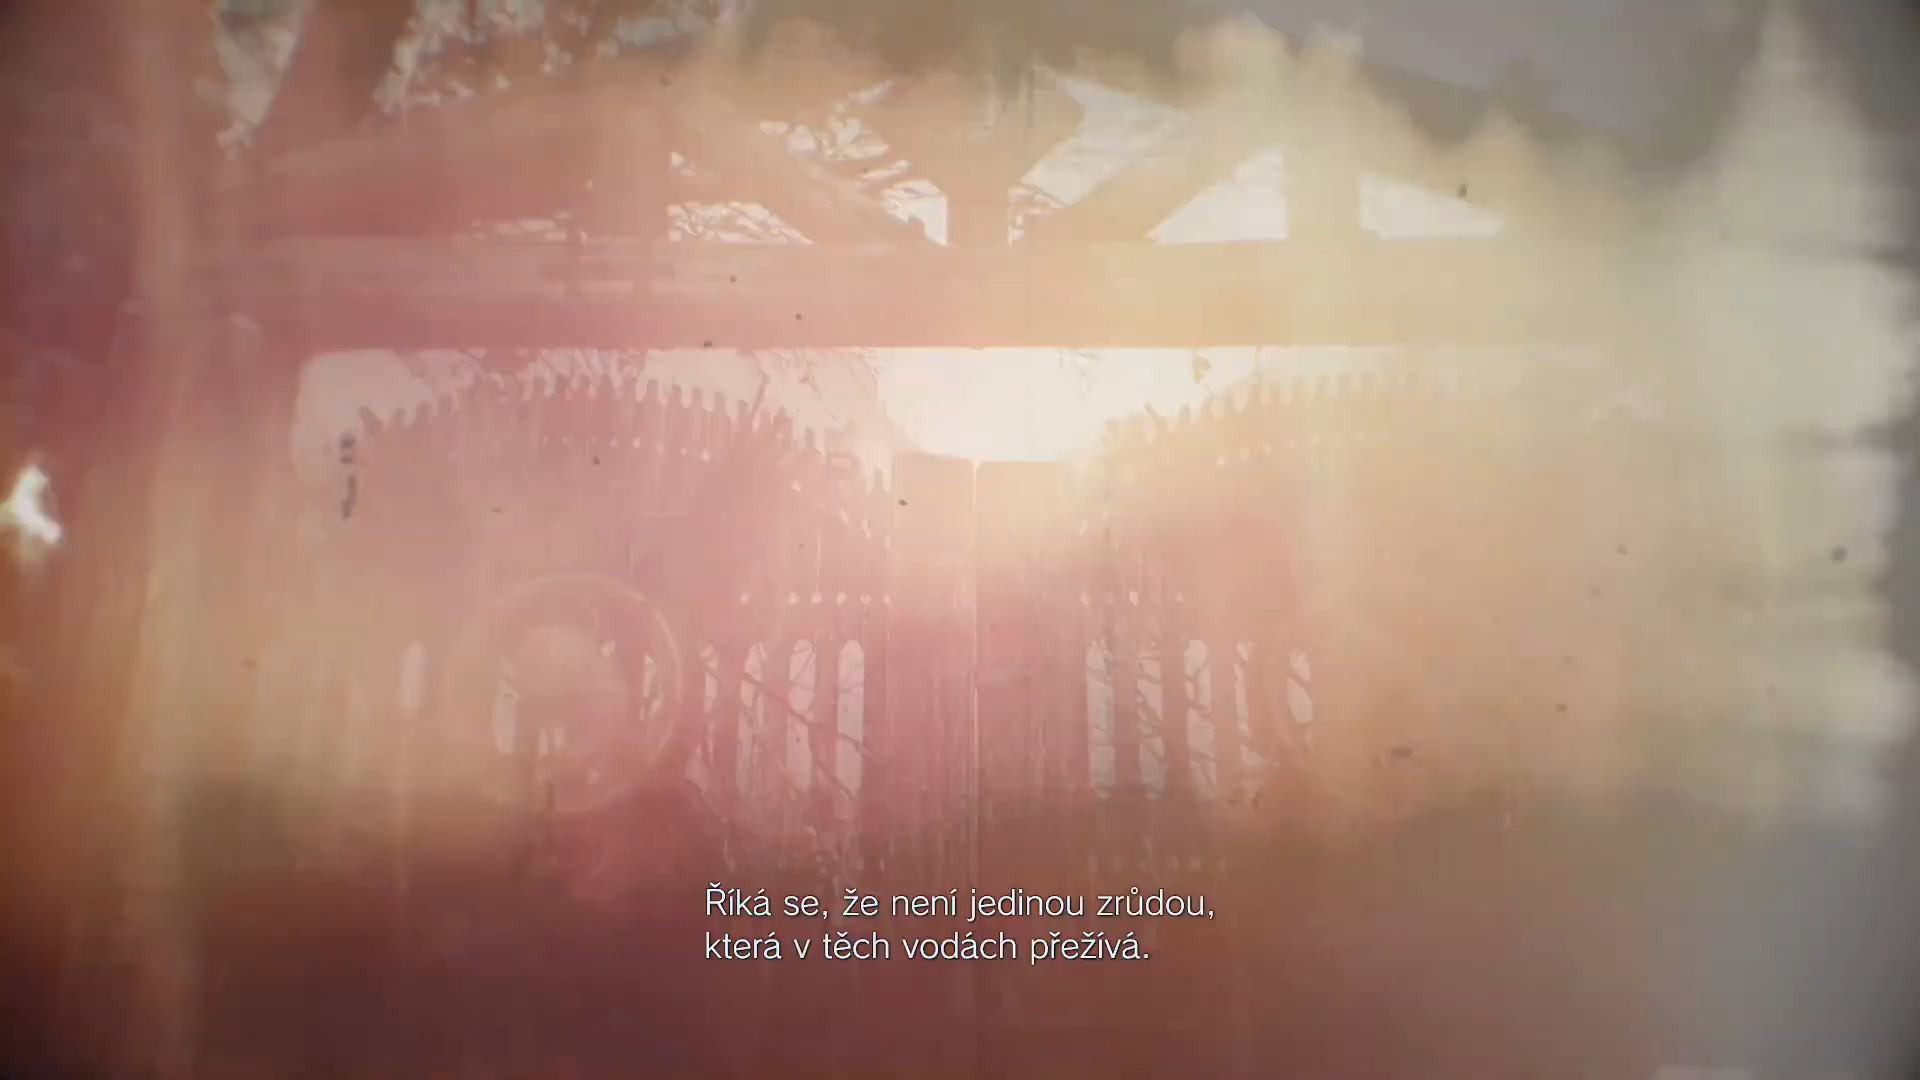 Říká se, že není jedinou zrůdou,
která v těch vodách přežívá.